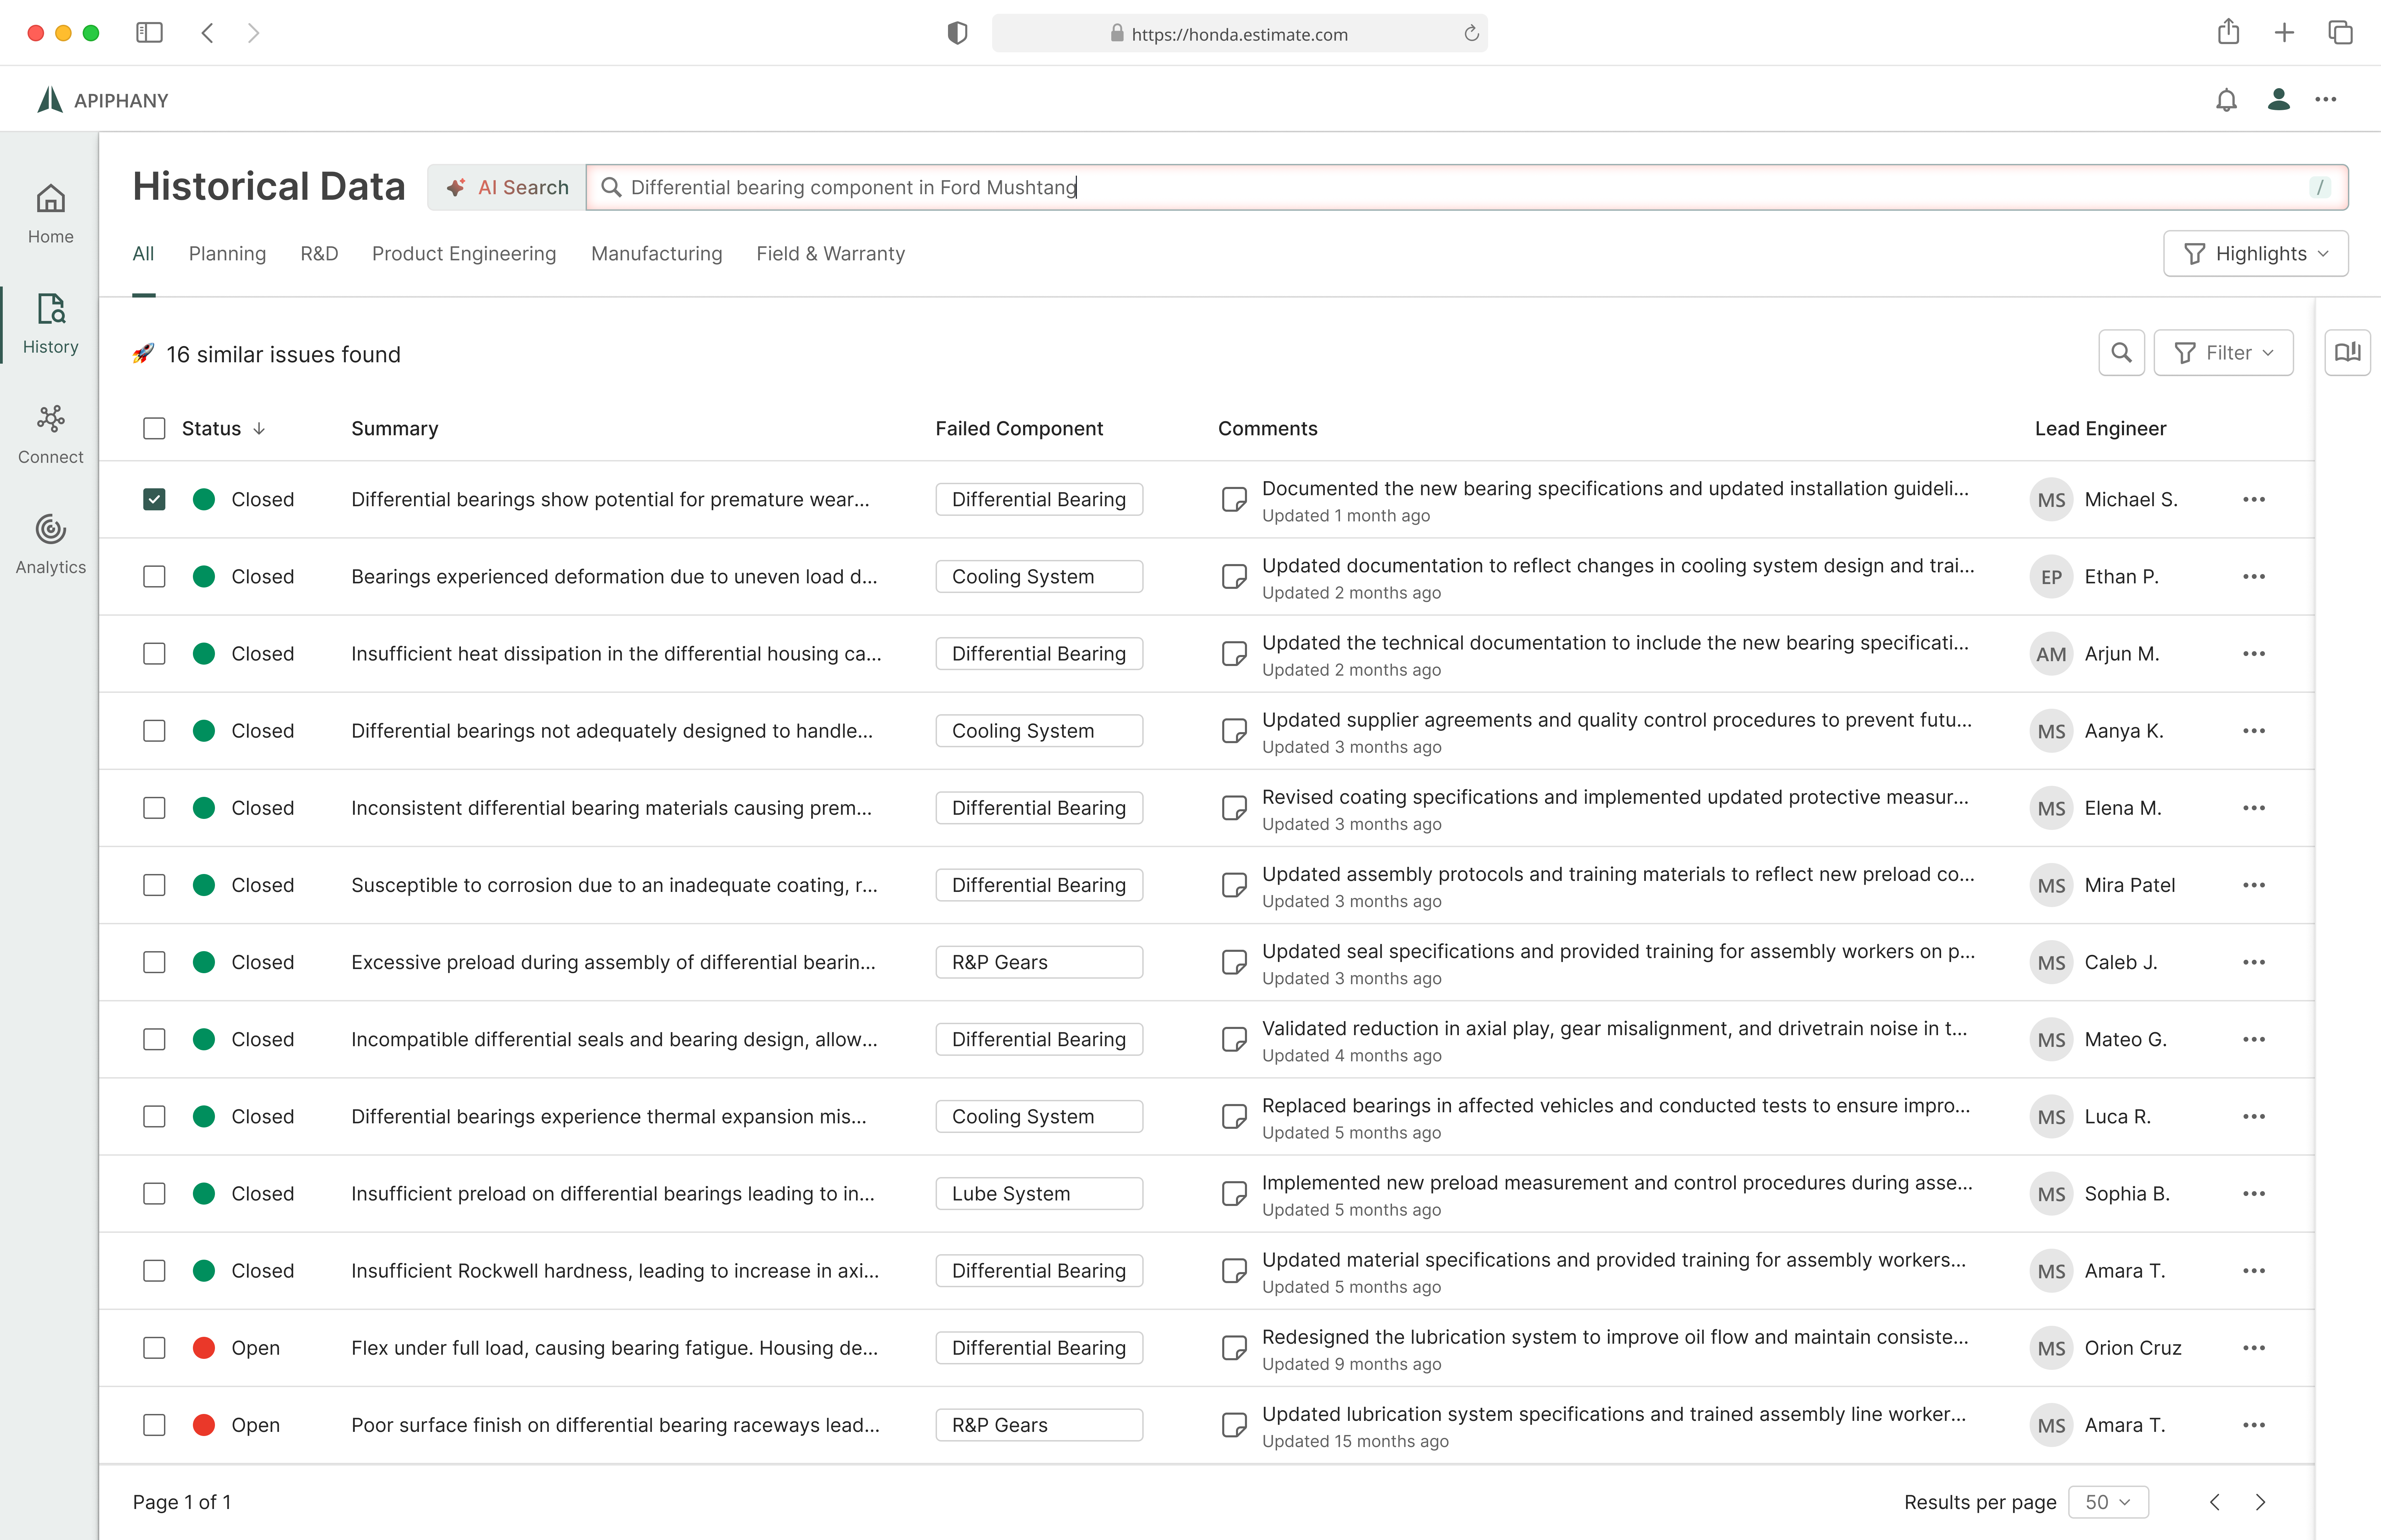 https://honda.estimate.com
APIPHANY
Historical Data
AI Search
Differential bearing component in Ford Mushtang
/
All Planning R&D Product Engineering Manufacturing Field & Warranty
Highlights
Home
History
Connect
Analytics
16 similar issues found
Filter
Status Summary Failed Component Comments Lead Engineer
Closed Differential bearings show potential for premature wear... Differential Bearing Documented the new bearing specifications and updated installation guideli... MS Michael S.
Updated 1 month ago
Closed Bearings experienced deformation due to uneven load d... Cooling System Updated documentation to reflect changes in cooling system design and trai... EP Ethan P.
Updated 2 months ago
Closed Insufficient heat dissipation in the differential housing ca... Differential Bearing Updated the technical documentation to include the new bearing specificati... AM Arjun M.
Updated 2 months ago
Closed Differential bearings not adequately designed to handle... Cooling System Updated supplier agreements and quality control procedures to prevent futu... MS Aanya K.
Updated 3 months ago
Closed Inconsistent differential bearing materials causing prem... Differential Bearing Revised coating specifications and implemented updated protective measur... MS Elena M.
Updated 3 months ago
Closed Susceptible to corrosion due to an inadequate coating, r... Differential Bearing Updated assembly protocols and training materials to reflect new preload co... MS Mira Patel
Updated 3 months ago
Closed Excessive preload during assembly of differential bearin... R&P Gears Updated seal specifications and provided training for assembly workers on p... MS Caleb J.
Updated 3 months ago
Closed Incompatible differential seals and bearing design, allow... Differential Bearing Validated reduction in axial play, gear misalignment, and drivetrain noise in t... MS Mateo G.
Updated 4 months ago
Closed Differential bearings experience thermal expansion mis... Cooling System Replaced bearings in affected vehicles and conducted tests to ensure impro... MS Luca R.
Updated 5 months ago
Closed Insufficient preload on differential bearings leading to in... Lube System Implemented new preload measurement and control procedures during asse... MS Sophia B.
Updated 5 months ago
Closed Insufficient Rockwell hardness, leading to increase in axi... Differential Bearing Updated material specifications and provided training for assembly workers... MS Amara T.
Updated 5 months ago
Open Flex under full load, causing bearing fatigue. Housing de... Differential Bearing Redesigned the lubrication system to improve oil flow and maintain consiste... MS Orion Cruz
Updated 9 months ago
Open Poor surface finish on differential bearing raceways lead... R&P Gears Updated lubrication system specifications and trained assembly line worker... MS Amara T.
Updated 15 months ago
Page 1 of 1
Results per page 50